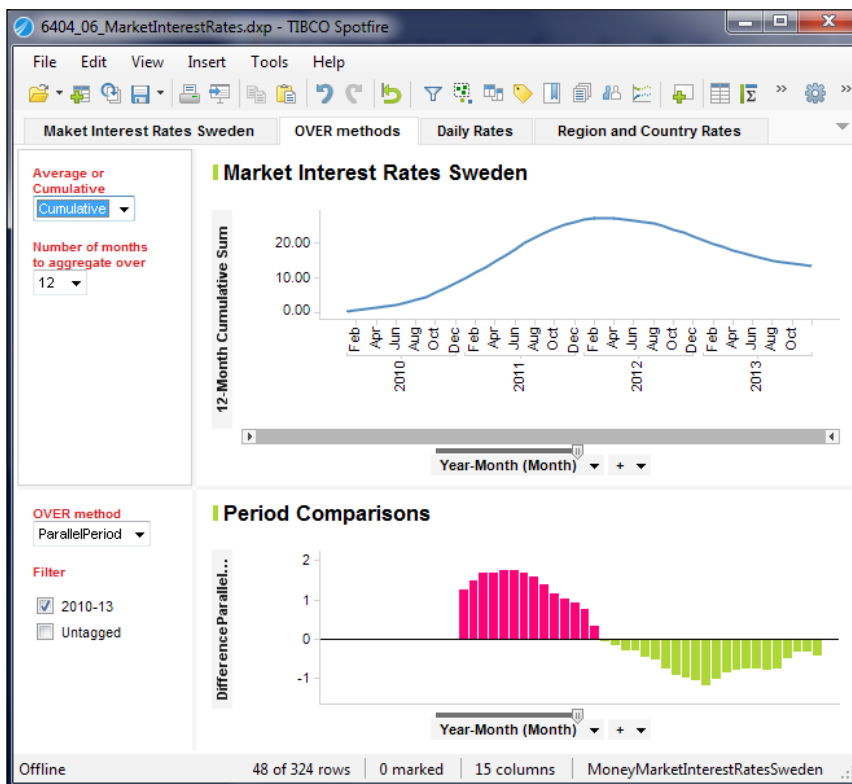 6404_06_MarketInterestRates.dxp - TIBCO Spotfire
File Edit View Insert Tools Help
Maket Interest Rates Sweden OVER methods Daily Rates Region and Country Rates
Average or
Cumulative
Cumulative
Number of months
to aggregate over
12
Market Interest Rates Sweden
12-Month Cumulative Sum
20.00
10.00
0.00
Feb Apr Jun Aug Oct Dec Feb Apr Jun Aug Oct Dec Feb Apr Jun Aug Oct Dec Feb Apr Jun Aug Oct
2010 2011 2012 2013
Year-Month (Month) +
OVER method
ParallelPeriod
Filter
2010-13
Untagged
Period Comparisons
DifferenceParallel...
2
1
0
-1
Year-Month (Month) +
Offline 48 of 324 rows 0 marked 15 columns MoneyMarketInterestRatesSweden